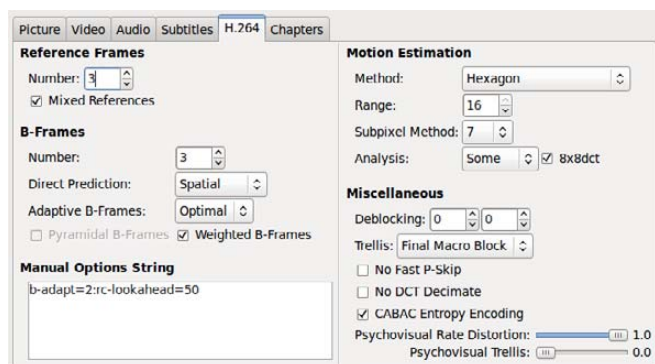 Picture Video Audio Subtitles H.264 Chapters
Reference Frames
Number: 3
Mixed References
B-Frames
Number: 3
Direct Prediction: Spatial
Adaptive B-Frames: Optimal
Pyramidal B-Frames Weighted B-Frames
Manual Options String
b-adapt=2:rc-lookahead=50
Motion Estimation
Method: Hexagon
Range: 16
Subpixel Method: 7
Analysis: Some 8x8dct
Miscellaneous
Deblocking: 0 0
Trellis: Final Macro Block
No Fast P-Skip
No DCT Decimate
CABAC Entropy Encoding
Psychovisual Rate Distortion: 1.0
Psychovisual Trellis: 0.0